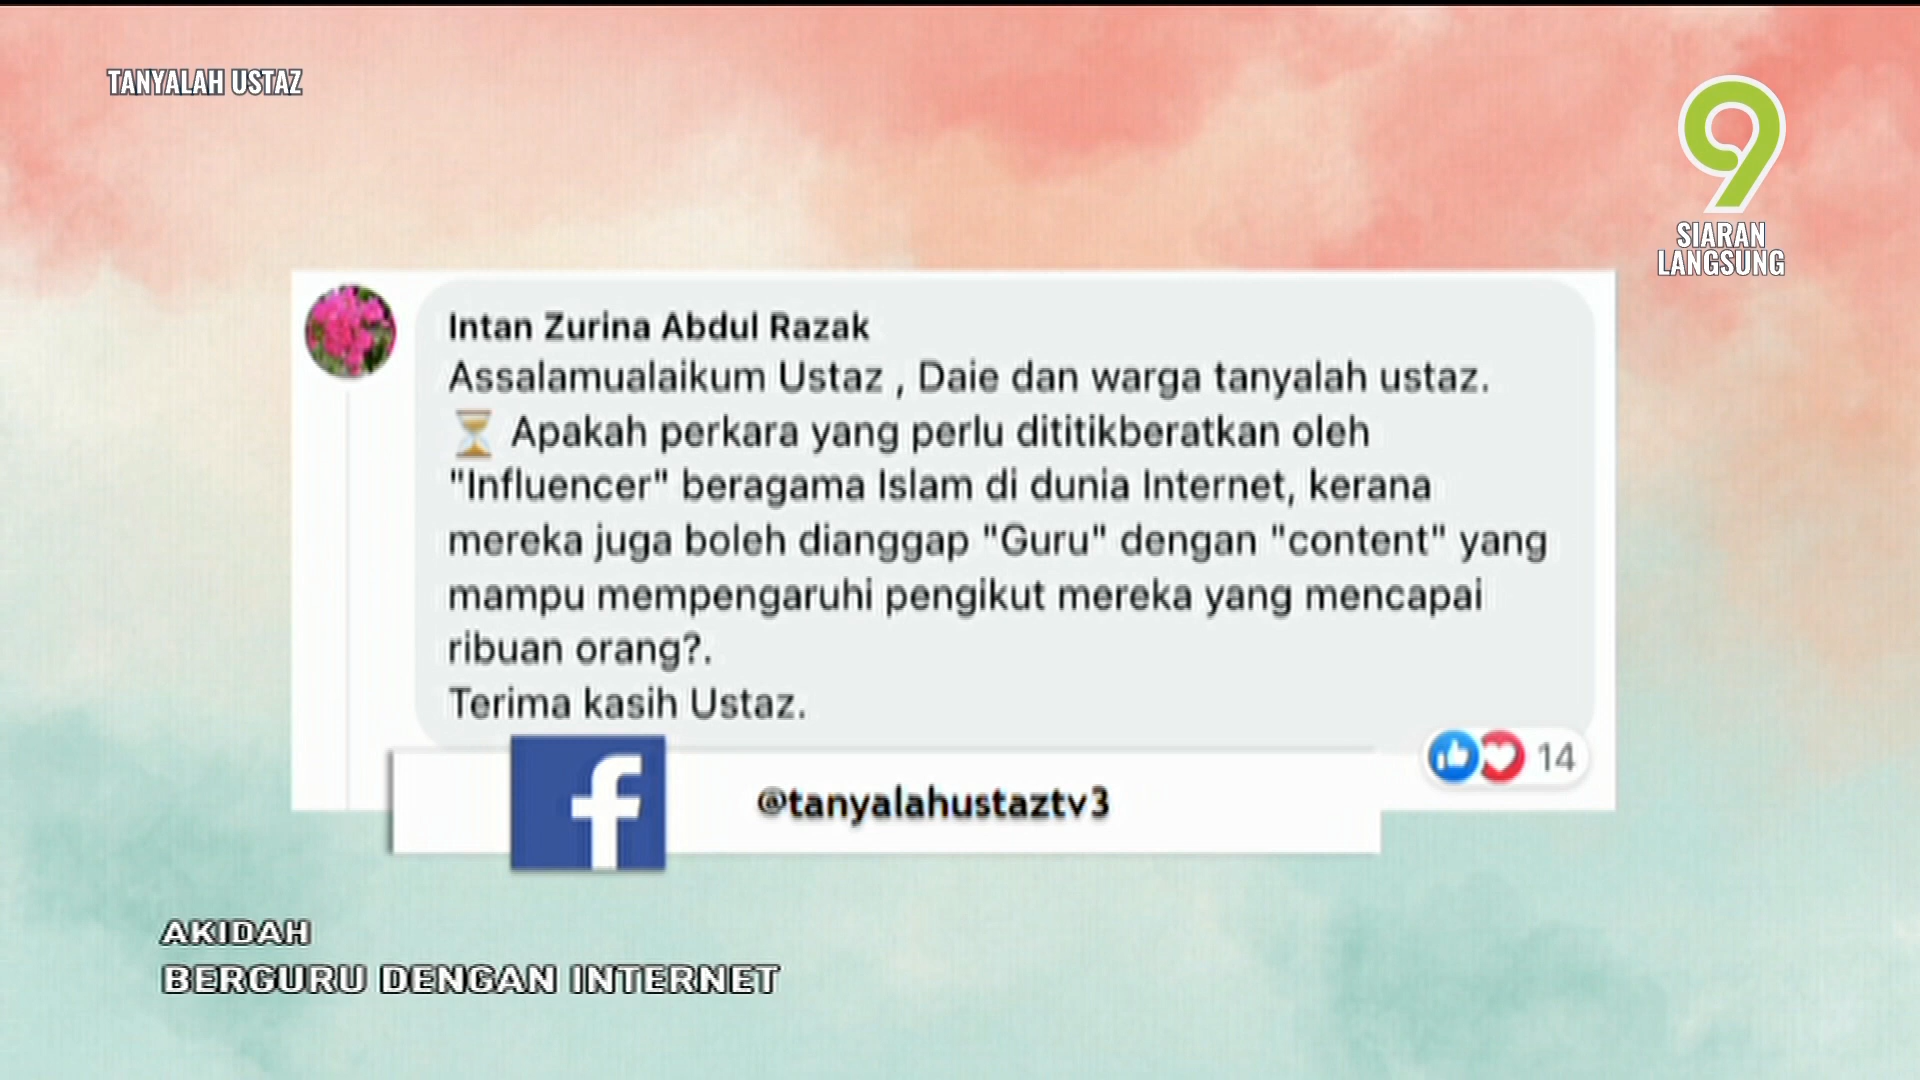 TANYALAH USTAZ
9
SIARAN
LANGSUNG
Intan Zurina Abdul Razak
Assalamualaikum Ustaz , Daie dan warga tanyalah ustaz.
⏳ Apakah perkara yang perlu dititikberatkan oleh
"Influencer" beragama Islam di dunia Internet, kerana
mereka juga boleh dianggap "Guru" dengan "content" yang
mampu mempengaruhi pengikut mereka yang mencapai
ribuan orang?.
Terima kasih Ustaz.
14
f
@tanyalahustaztv3
AKIDAH
BERGURU DENGAN INTERNET